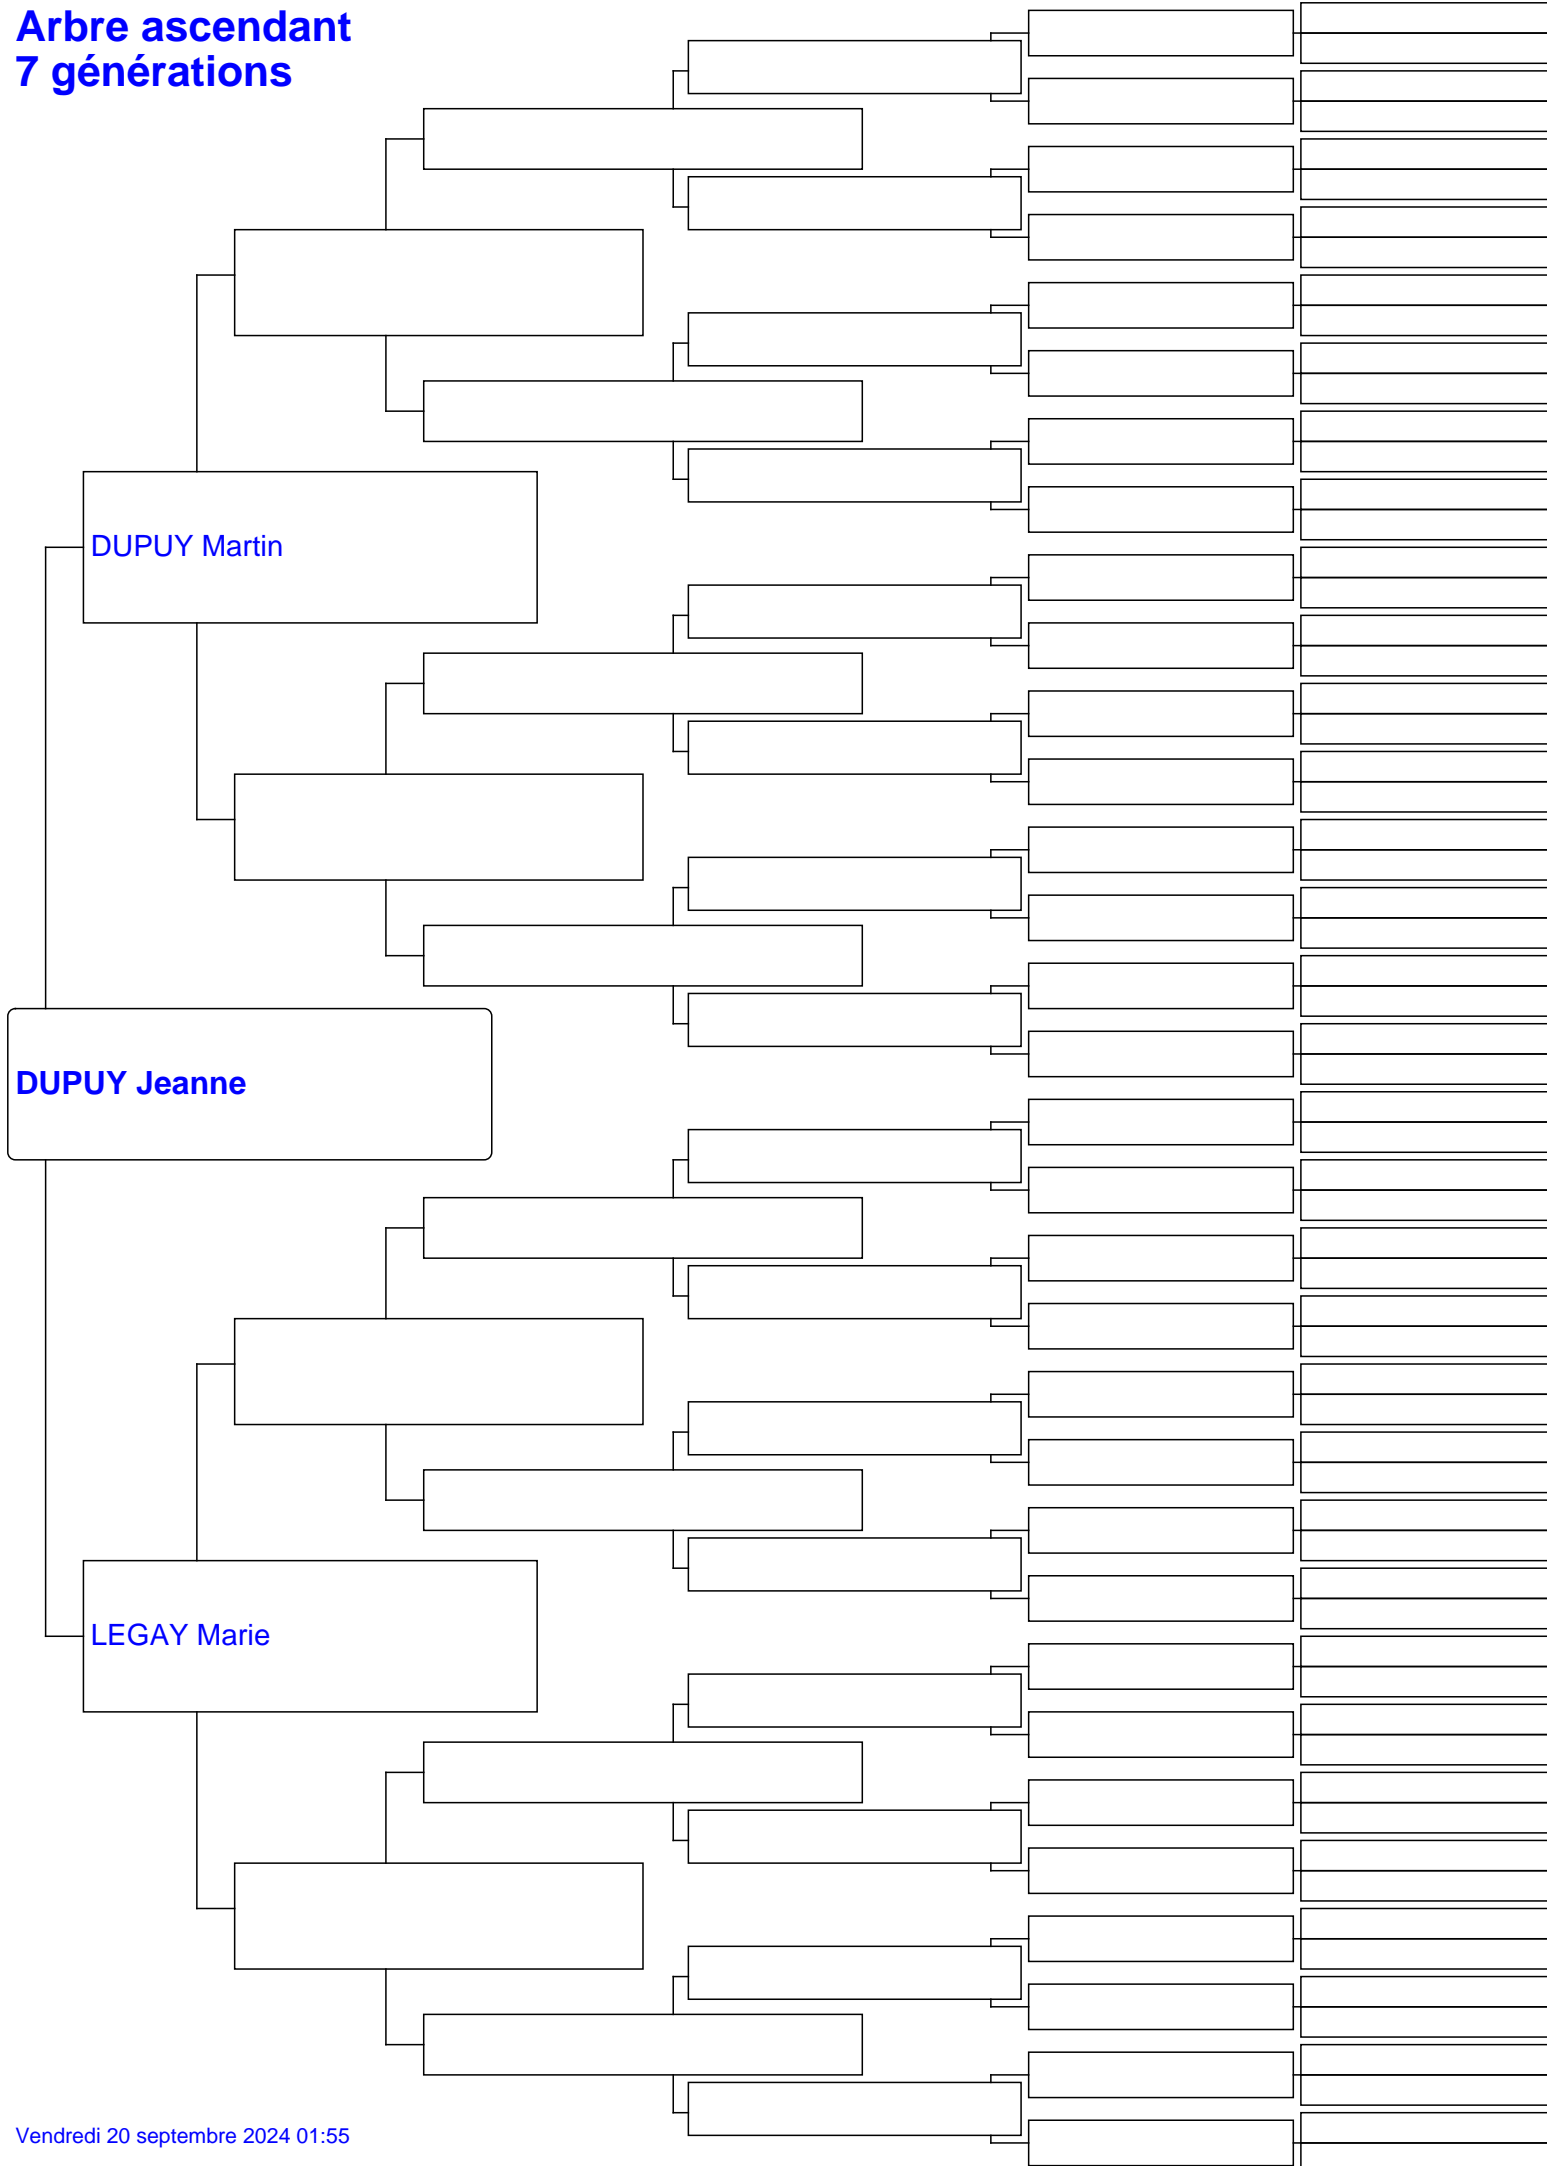 Arbre ascendant
7 générations
DUPUY Martin
DUPUY Jeanne
LEGAY Marie
Vendredi 20 septembre 2024 01:55